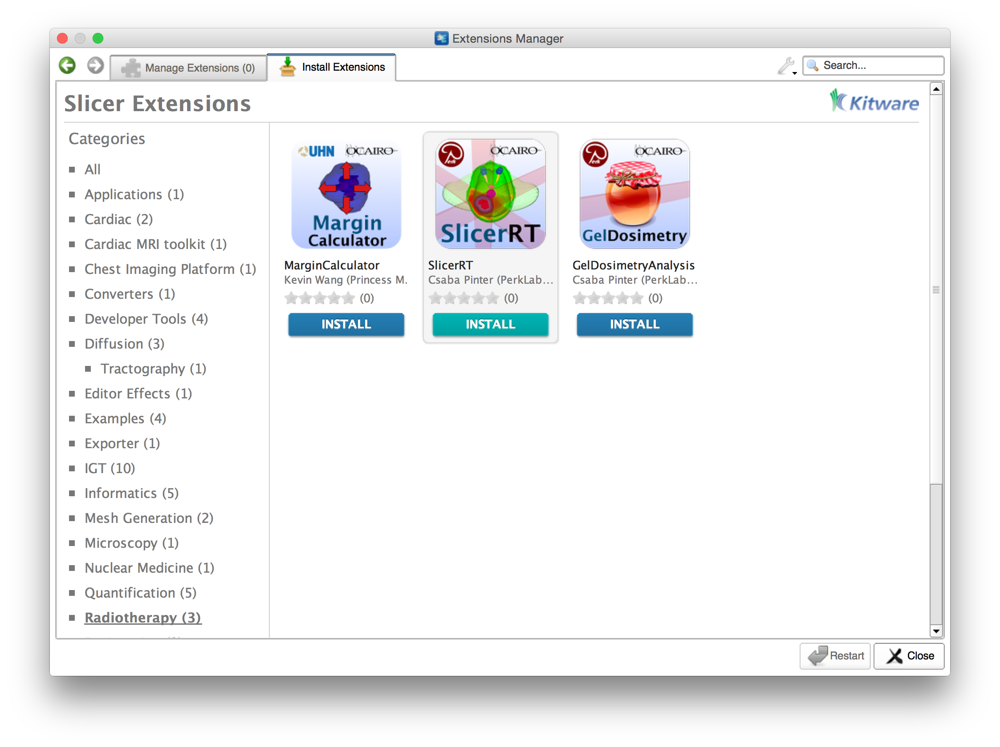 Extensions Manager
Manage Extensions (0)
Install Extensions
Search...
Slicer Extensions
Kitware
Categories
All
Applications (1)
Cardiac (2)
Cardiac MRI toolkit (1)
Chest Imaging Platform (1)
Converters (1)
Developer Tools (4)
Diffusion (3)
Tractography (1)
Editor Effects (1)
Examples (4)
Exporter (1)
IGT (10)
Informatics (5)
Mesh Generation (2)
Microscopy (1)
Nuclear Medicine (1)
Quantification (5)
Radiotherapy (3)
UHN OCAIRO
Margin
Calculator
MarginCalculator
Kevin Wang (Princess M.
(0)
INSTALL
Perk OCAIRO
SlicerRT
SlicerRT
Csaba Pinter (PerkLab...
(0)
INSTALL
Perk OCAIRO
GelDosimetry
GelDosimetryAnalysis
Csaba Pinter (PerkLab...
(0)
INSTALL
Restart
Close